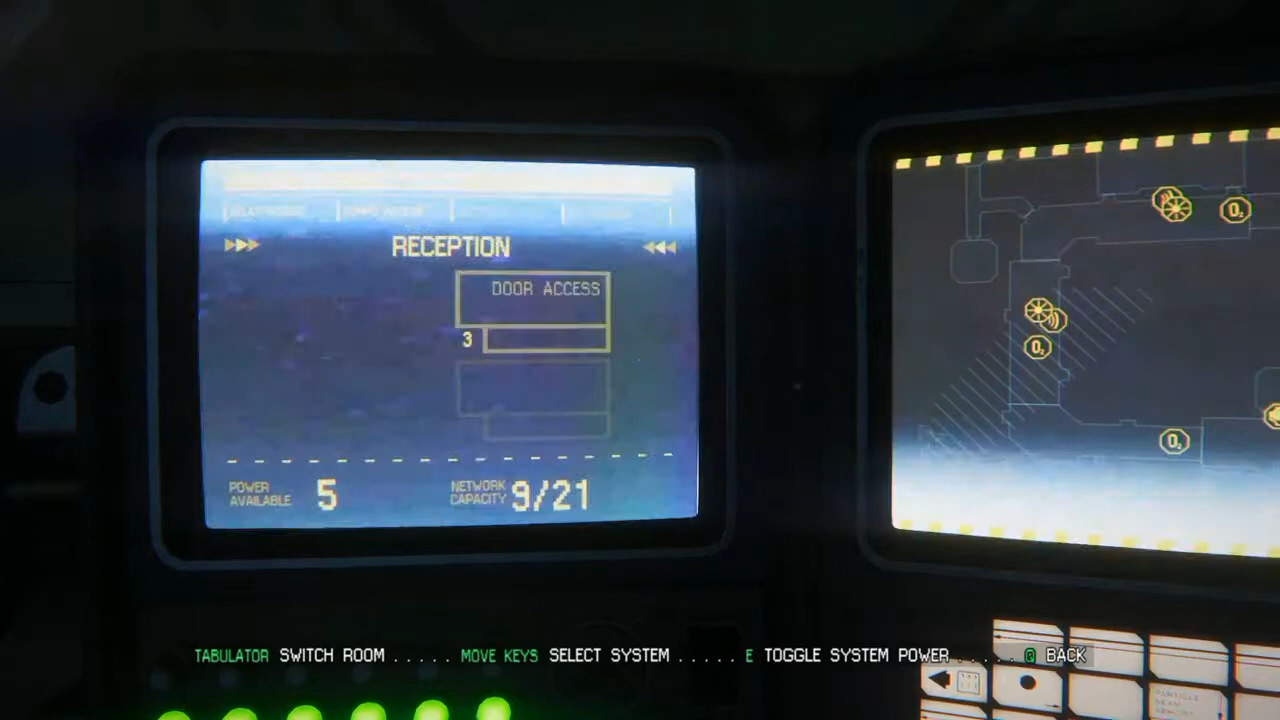 RECEPTION
DOOR ACCESS
3
POWER AVAILABLE 5
NETWORK CAPACITY 9/21
O₂
O₂
O₂
TABULATOR SWITCH ROOM ..... MOVE KEYS SELECT SYSTEM ..... E TOGGLE SYSTEM POWER ..... Q BACK